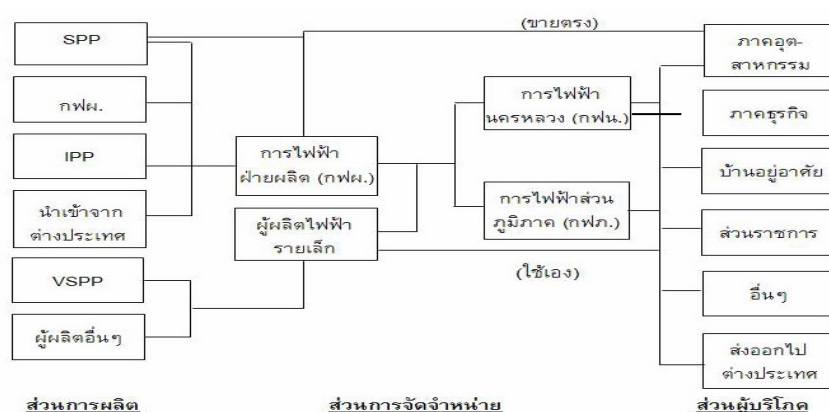 SPP
กฟผ.
IPP
นำเข้าจาก
ต่างประเทศ
VSPP
ผู้ผลิตอื่นๆ
ส่วนการผลิต
(ขายตรง)
การไฟฟ้า
ฝ่ายผลิต (กฟผ.)
ผู้ผลิตไฟฟ้า
รายเล็ก
การไฟฟ้า
นครหลวง (กฟน.)
การไฟฟ้าส่วน
ภูมิภาค (กฟภ.)
(ใช้เอง)
ส่วนการจัดจำหน่าย
ภาคอุต-
สาหกรรม
ภาคธุรกิจ
บ้านอยู่อาศัย
ส่วนราชการ
อื่นๆ
ส่งออกไป
ต่างประเทศ
ส่วนผู้บริโภค